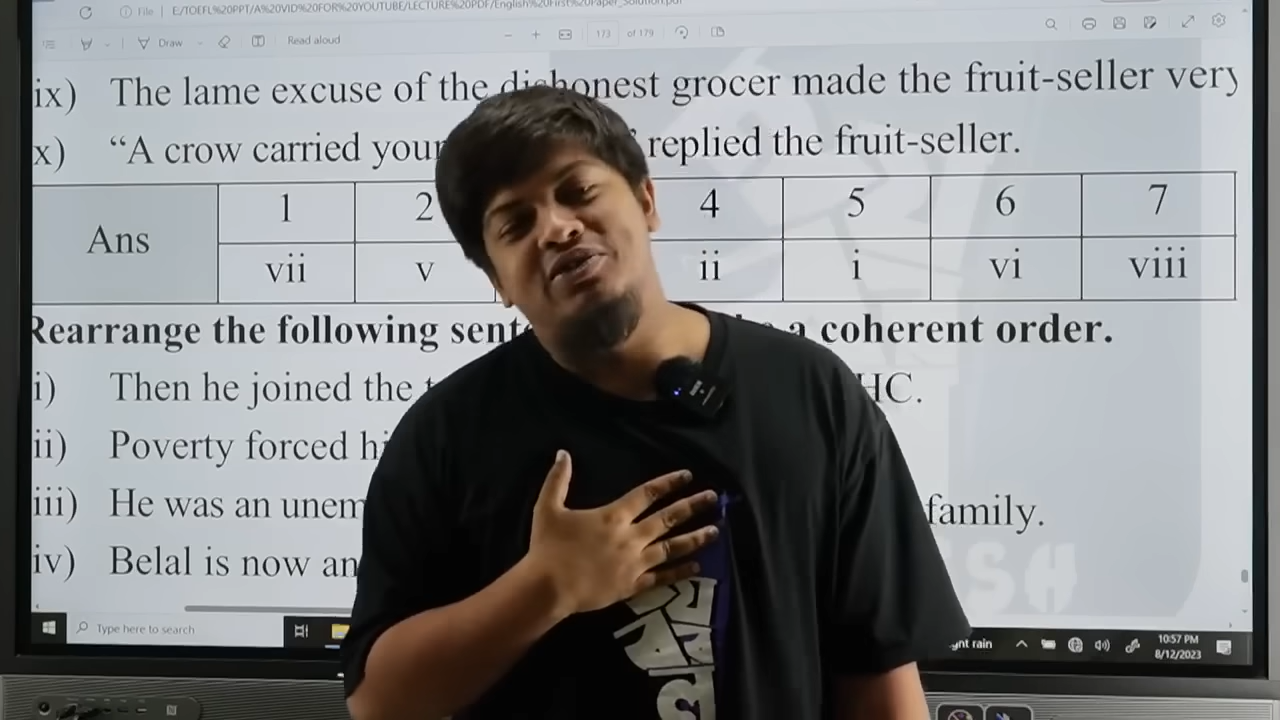 File | E/TOEFL%20PPT/A%20VID%20FOR%20YOUTUBE/LECTURE%20PDF/English%20First%20Paper_Solution.pdf
Draw Read aloud 173 of 179
ix) The lame excuse of the dishonest grocer made the fruit-seller very
x) “A crow carried your replied the fruit-seller.
Ans 1 2 4 5 6 7
vii v ii i vi viii
Rearrange the following a coherent order.
i) Then he joined the HC.
ii) Poverty forced
iii) He was an family.
iv) Belal is now an
SH
Type here to search rain 10:57 PM
8/12/2023